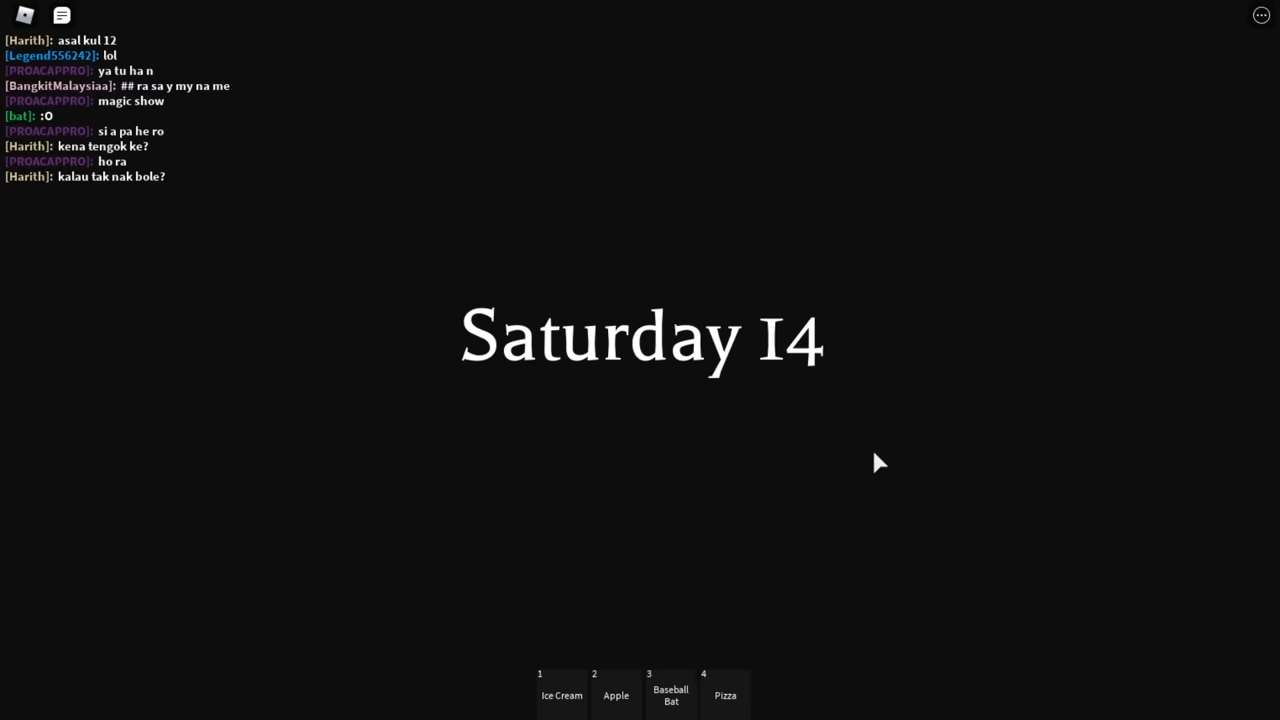 [Harith]: asal kul 12
[Legend556242]: lol
[PROACAPPRO]: ya tu ha n
[BangkitMalaysiaa]: ## ra sa y my na me
[PROACAPPRO]: magic show
[bat]: :O
[PROACAPPRO]: si a pa he ro
[Harith]: kena tengok ke?
[PROACAPPRO]: ho ra
[Harith]: kalau tak nak bole?
Saturday 14
1 2 3 4
Ice Cream Apple Baseball Bat Pizza